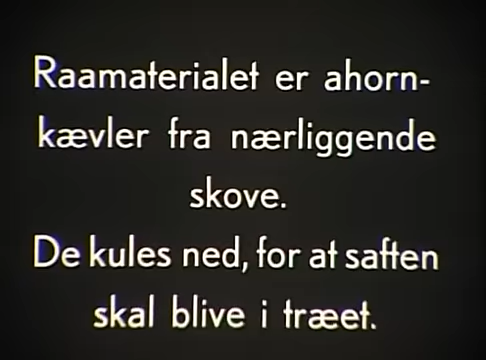 Raamaterialet er ahorn-
kævler fra nærliggende
skove.
De kules ned, for at saften
skal blive i træet.